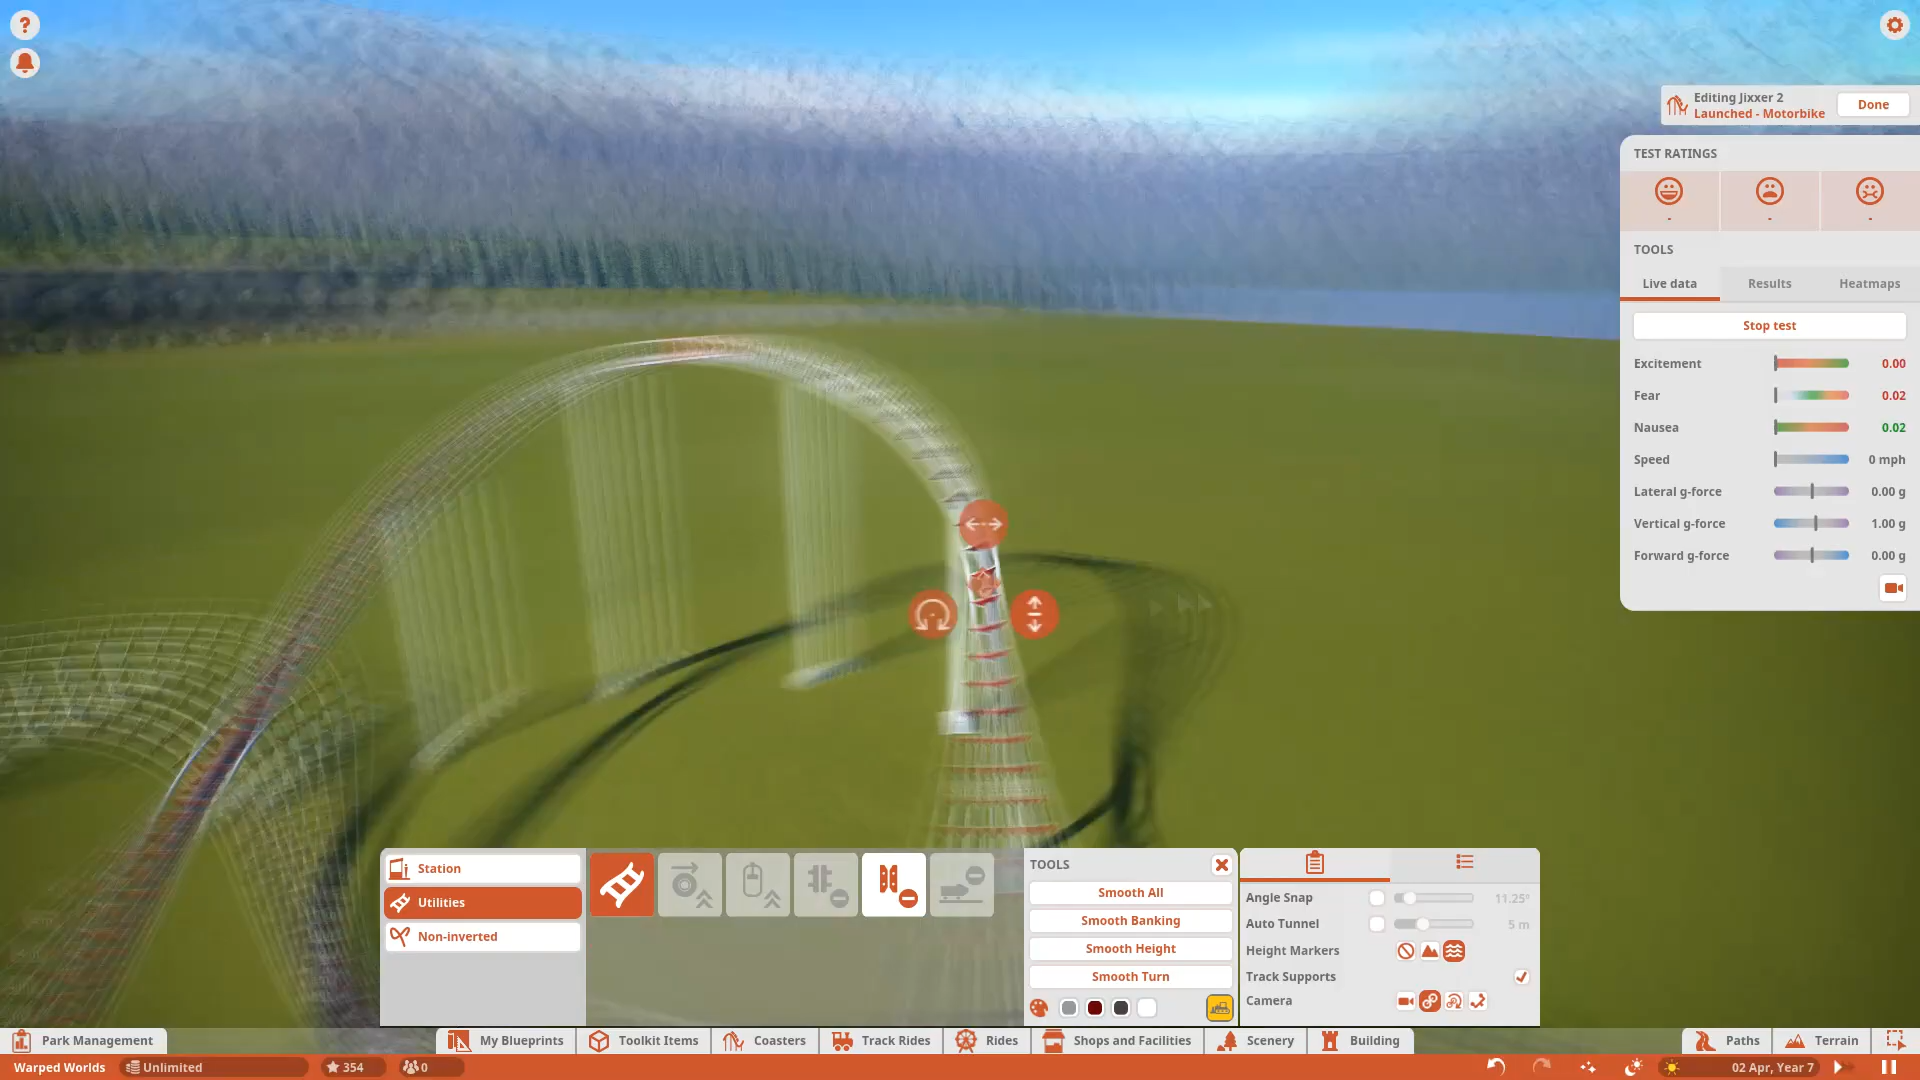 ?
Editing Jixxer 2
Launched - Motorbike
Done
TEST RATINGS
-
-
-
TOOLS
Live data
Results
Heatmaps
Stop test
Excitement
0.00
Fear
0.02
Nausea
0.02
Speed
0 mph
Lateral g-force
0.00 g
Vertical g-force
1.00 g
Forward g-force
0.00 g
Station
Utilities
Non-inverted
TOOLS
Smooth All
Smooth Banking
Smooth Height
Smooth Turn
Angle Snap
11.25°
Auto Tunnel
5 m
Height Markers
Track Supports
Camera
Park Management
My Blueprints
Toolkit Items
Coasters
Track Rides
Rides
Shops and Facilities
Scenery
Building
Paths
Terrain
Warped Worlds
Unlimited
354
0
02 Apr, Year 7